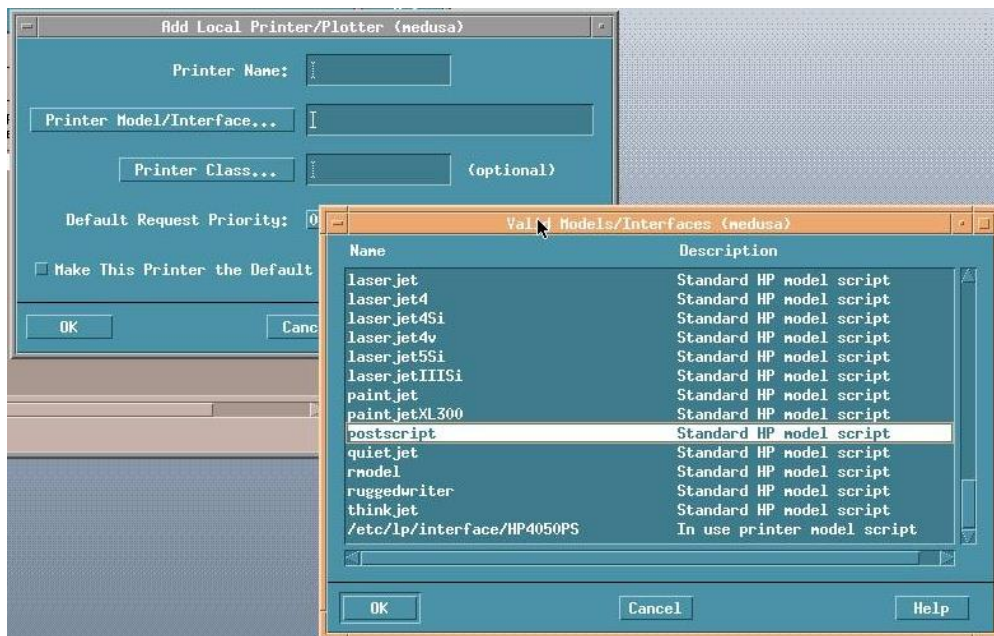 Add Local Printer/Plotter (medusa)
Printer Name:
Printer Model/Interface...
Printer Class... (optional)
Default Request Priority: 0
Make This Printer the Default
OK Canc
Valid Models/Interfaces (medusa)
Name Description
laserjet Standard HP model script
laserjet4 Standard HP model script
laserjet4Si Standard HP model script
laserjet4v Standard HP model script
laserjet5Si Standard HP model script
laserjetIIISi Standard HP model script
paintjet Standard HP model script
paintjetXL300 Standard HP model script
postscript Standard HP model script
quietjet Standard HP model script
rmodel Standard HP model script
ruggedwriter Standard HP model script
thinkjet Standard HP model script
/etc/lp/interface/HP4050PS In use printer model script
OK Cancel Help